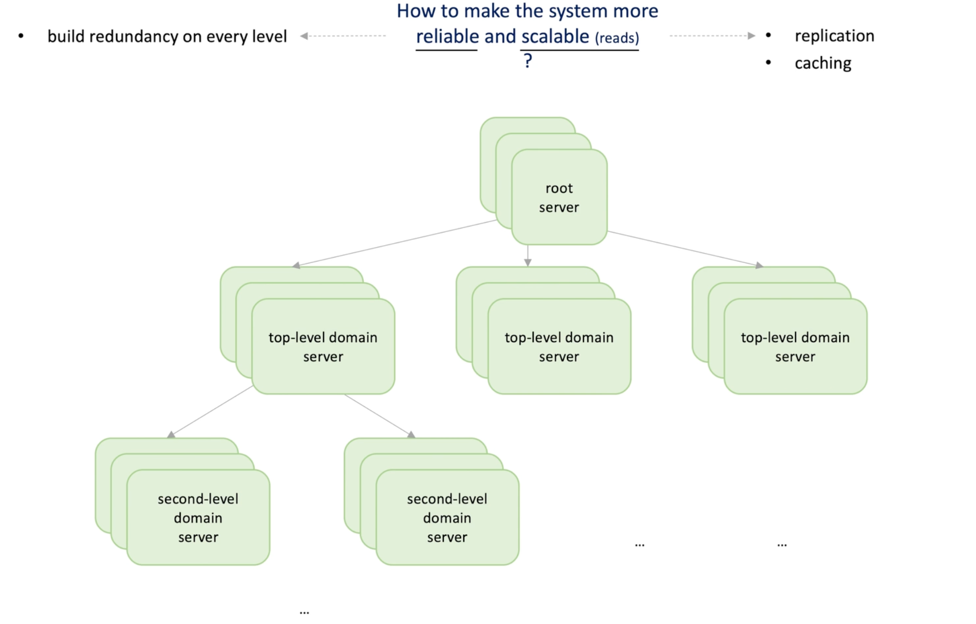 How to make the system more
• build redundancy on every level
reliable and scalable (reads)
?
• replication
• caching
root
server
top-level domain
server
top-level domain
server
top-level domain
server
second-level
domain
server
second-level
domain
server
...
...
...